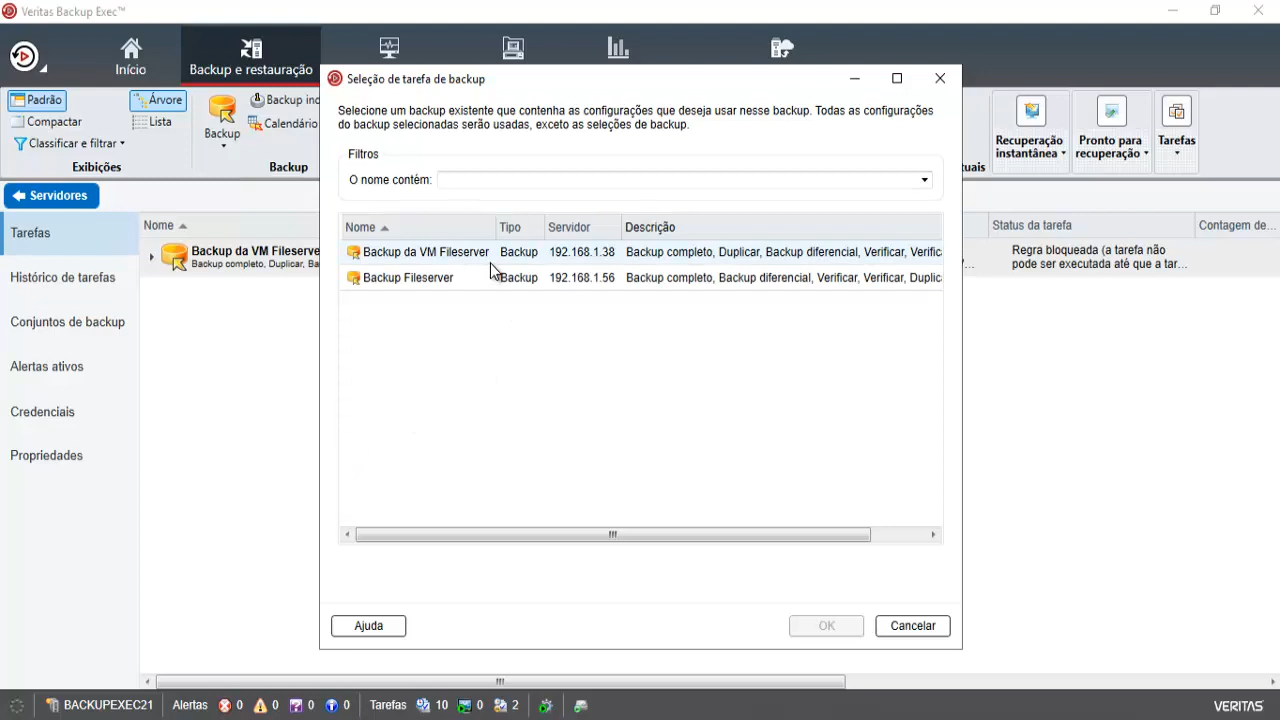 Veritas Backup Exec™
Início
Backup e restauração
Seleção de tarefa de backup
Selecione um backup existente que contenha as configurações que deseja usar nesse backup. Todas as configurações
do backup selecionadas serão usadas, exceto as seleções de backup.
Filtros
O nome contém:
Nome Tipo Servidor Descrição
Backup da VM Fileserver Backup 192.168.1.38 Backup completo, Duplicar, Backup diferencial, Verificar, Verific
Backup Fileserver Backup 192.168.1.56 Backup completo, Backup diferencial, Verificar, Verificar, Duplic
Ajuda
OK
Cancelar
Padrão
Compactar
Classificar e filtrar
Exibições
Árvore
Lista
Backup
Backup ind
Calendário
Backup
Recuperação
instantânea
Pronto para
recuperação
Tarefas
tuais
Servidores
Tarefas
Histórico de tarefas
Conjuntos de backup
Alertas ativos
Credenciais
Propriedades
Nome
Status da tarefa
Contagem de...
Backup da VM Fileserve
Backup completo, Duplicar, Ba
Regra bloqueada (a tarefa não
pode ser executada até que a tar...
BACKUPEXEC21 Alertas 0 0 0 0 Tarefas 10 0 2
VERITAS